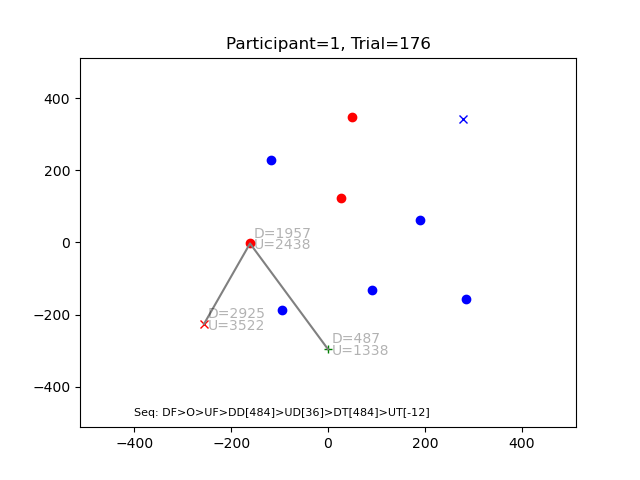 Participant=1, Trial=176
400
200
0
−200
−400
D=1957
U=2438
D=2925
U=3522
D=487
U=1338
Seq: DF>O>UF>DD[484]>UD[36]>DT[484]>UT[-12]
−400
−200
0
200
400